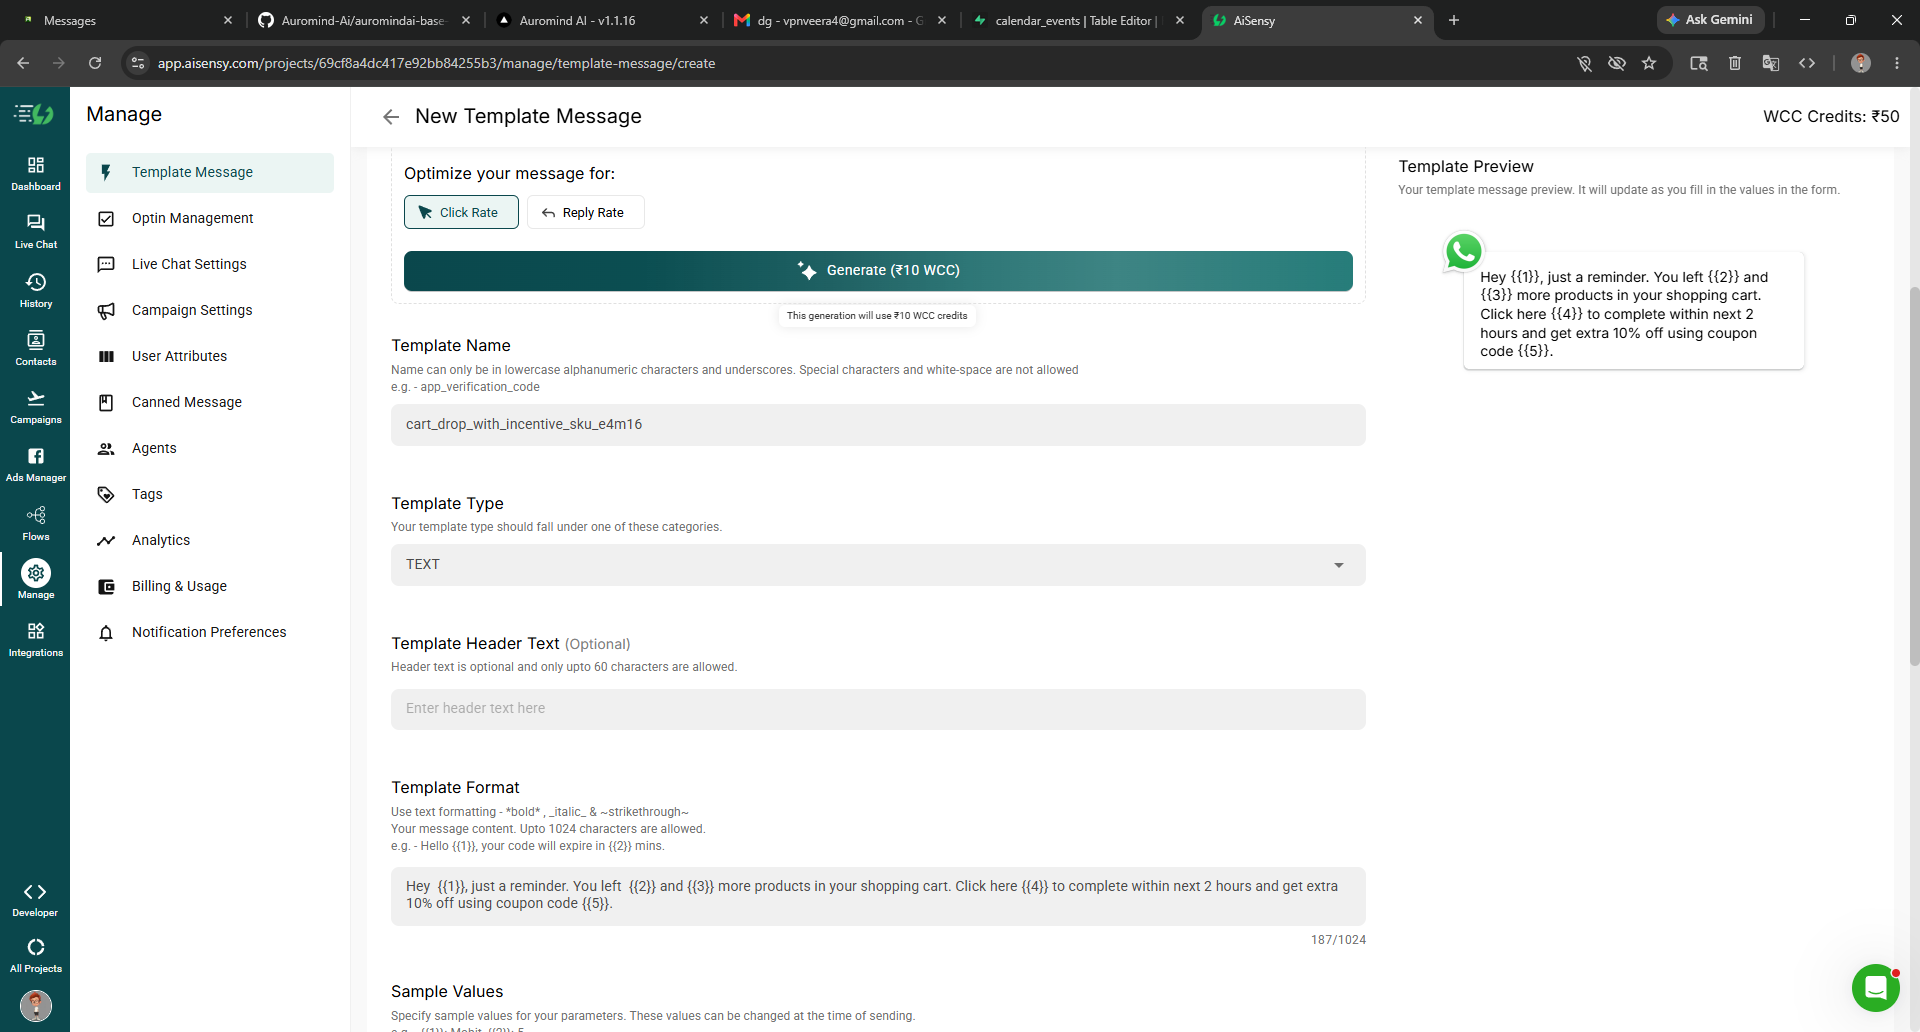 Messages
Auromind-Ai/auromindai-base-
Auromind AI - v1.1.16
dg - vpnveera4@gmail.com - G
calendar_events | Table Editor |
AiSensy
Ask Gemini
app.aisensy.com/projects/69cf8a4dc417e92bb84255b3/manage/template-message/create
Dashboard
Live Chat
History
Contacts
Campaigns
Ads Manager
Flows
Manage
Integrations
Developer
All Projects
Manage
Template Message
Optin Management
Live Chat Settings
Campaign Settings
User Attributes
Canned Message
Agents
Tags
Analytics
Billing & Usage
Notification Preferences
New Template Message
WCC Credits: ₹50
Optimize your message for:
Click Rate
Reply Rate
Generate (₹10 WCC)
This generation will use ₹10 WCC credits
Template Name
Name can only be in lowercase alphanumeric characters and underscores. Special characters and white-space are not allowed
e.g. - app_verification_code
cart_drop_with_incentive_sku_e4m16
Template Type
Your template type should fall under one of these categories.
TEXT
Template Header Text (Optional)
Header text is optional and only upto 60 characters are allowed.
Enter header text here
Template Format
Use text formatting - *bold* , _italic_ & ~strikethrough~
Your message content. Upto 1024 characters are allowed.
e.g. - Hello {{1}}, your code will expire in {{2}} mins.
Hey  {{1}}, just a reminder. You left  {{2}} and {{3}} more products in your shopping cart. Click here {{4}} to complete within next 2 hours and get extra
10% off using coupon code {{5}}.
187/1024
Sample Values
Specify sample values for your parameters. These values can be changed at the time of sending.
e.g. - {{1}}: Mohit, {{2}}: 5.
Template Preview
Your template message preview. It will update as you fill in the values in the form.
Hey {{1}}, just a reminder. You left {{2}} and
{{3}} more products in your shopping cart.
Click here {{4}} to complete within next 2
hours and get extra 10% off using coupon
code {{5}}.